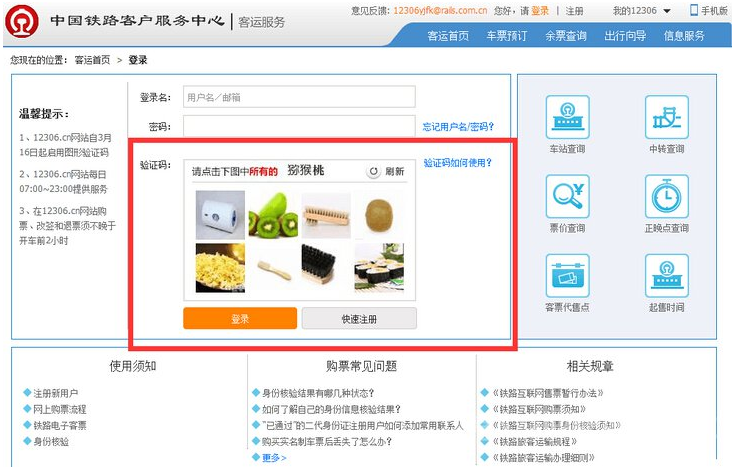 意见反馈: 12306yjfk@rails.com.cn 您好，请 登录 | 注册 我的12306 手机版
中国铁路客户服务中心 | 客运服务
客运首页 车票预订 余票查询 出行向导 信息服务
您现在的位置： 客运首页 > 登录
温馨提示：
1、12306.cn网站自3月
16日起启用图形验证码
2、12306.cn网站每日
07:00~23:00提供服务
3、在12306.cn网站购
票、改签和退票须不晚于
开车前2小时
登录名：
用户名／邮箱
密码：
忘记用户名/密码?
验证码：
请点击下图中所有的 猕猴桃
刷新
验证码如何使用?
登录
快速注册
车站查询
中转查询
票价查询
正晚点查询
客票代售点
起售时间
使用须知
新用户注册
网上购票流程
铁路电子客票
身份核验
购票常见问题
身份核验结果有哪几种状态?
如何了解自己的身份信息核验结果?
"已通过"的二代身份证注册用户如何添加常用联系人
购买实名制车票后丢失了怎么办?
更多>
相关规章
《铁路互联网售票暂行办法》
《铁路互联网购票须知》
《铁路互联网购票身份核验须知》
《铁路旅客运输规程》
《铁路旅客运输办理细则》